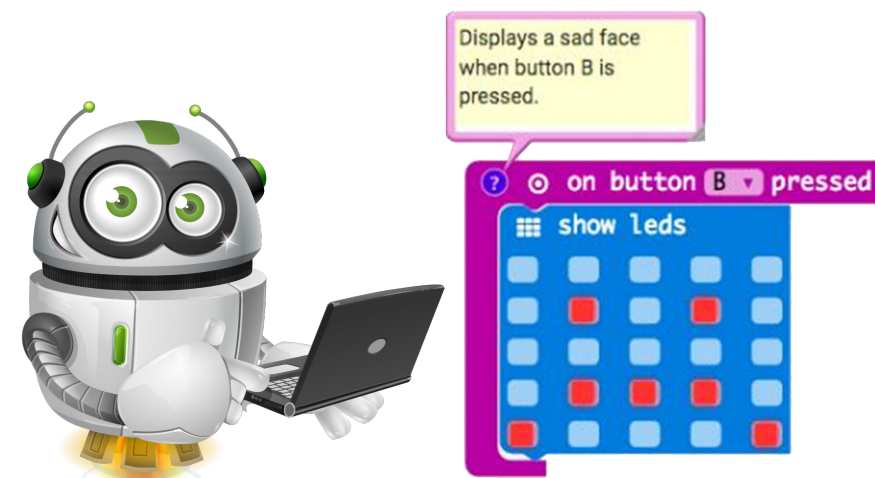 Displays a sad face
when button B is
pressed.
? on button B pressed
show leds